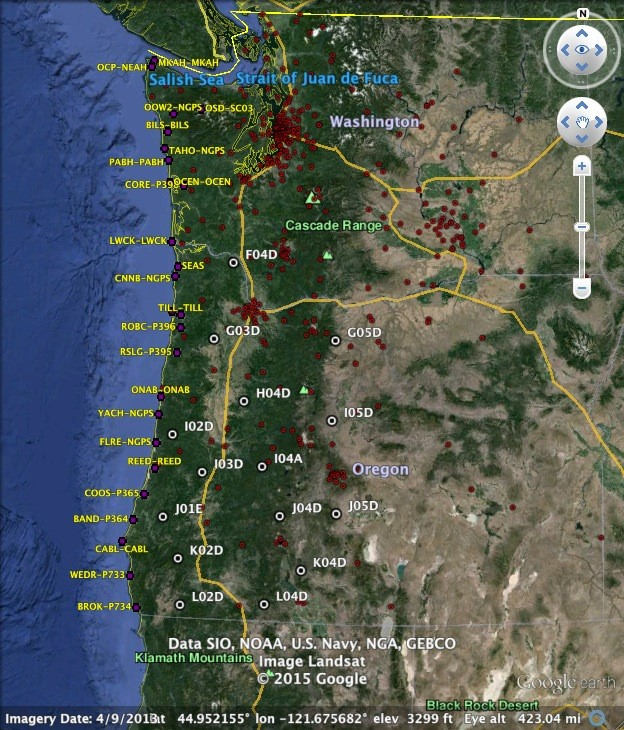 N
OCP-NEAH
MKAH-MKAH
Salish Sea
Strait of Juan de Fuca
OOW2-NGPS
OSD-SC03
BILS-BILS
Washington
TAHO-NGPS
PABH-PABH
OCEN-OCEN
Cascade Range
LWCK-LWCK
F04D
SEAS
CNNB-NGPS
TILL-TILL
ROBC-P396
G03D
G05D
RSLG-P395
ONAB-ONAB
H04D
YACH-NGPS
I05D
I02D
FLRE-NGPS
REED-REED
I03D
I04A
Oregon
COOS-P365
J01E
J04D
J05D
BAND-P364
CABL-CABL
K02D
K04D
WEDR-P733
L02D
L04D
BROK-P734
Data SIO, NOAA, U.S. Navy, NGA, GEBCO
Klamath Mountains
Image Landsat
© 2015 Google
Google earth
Black Rock Desert
Imagery Date: 4/9/2013 44.952155° lon -121.675682° elev 3299 ft Eye alt 423.04 mi